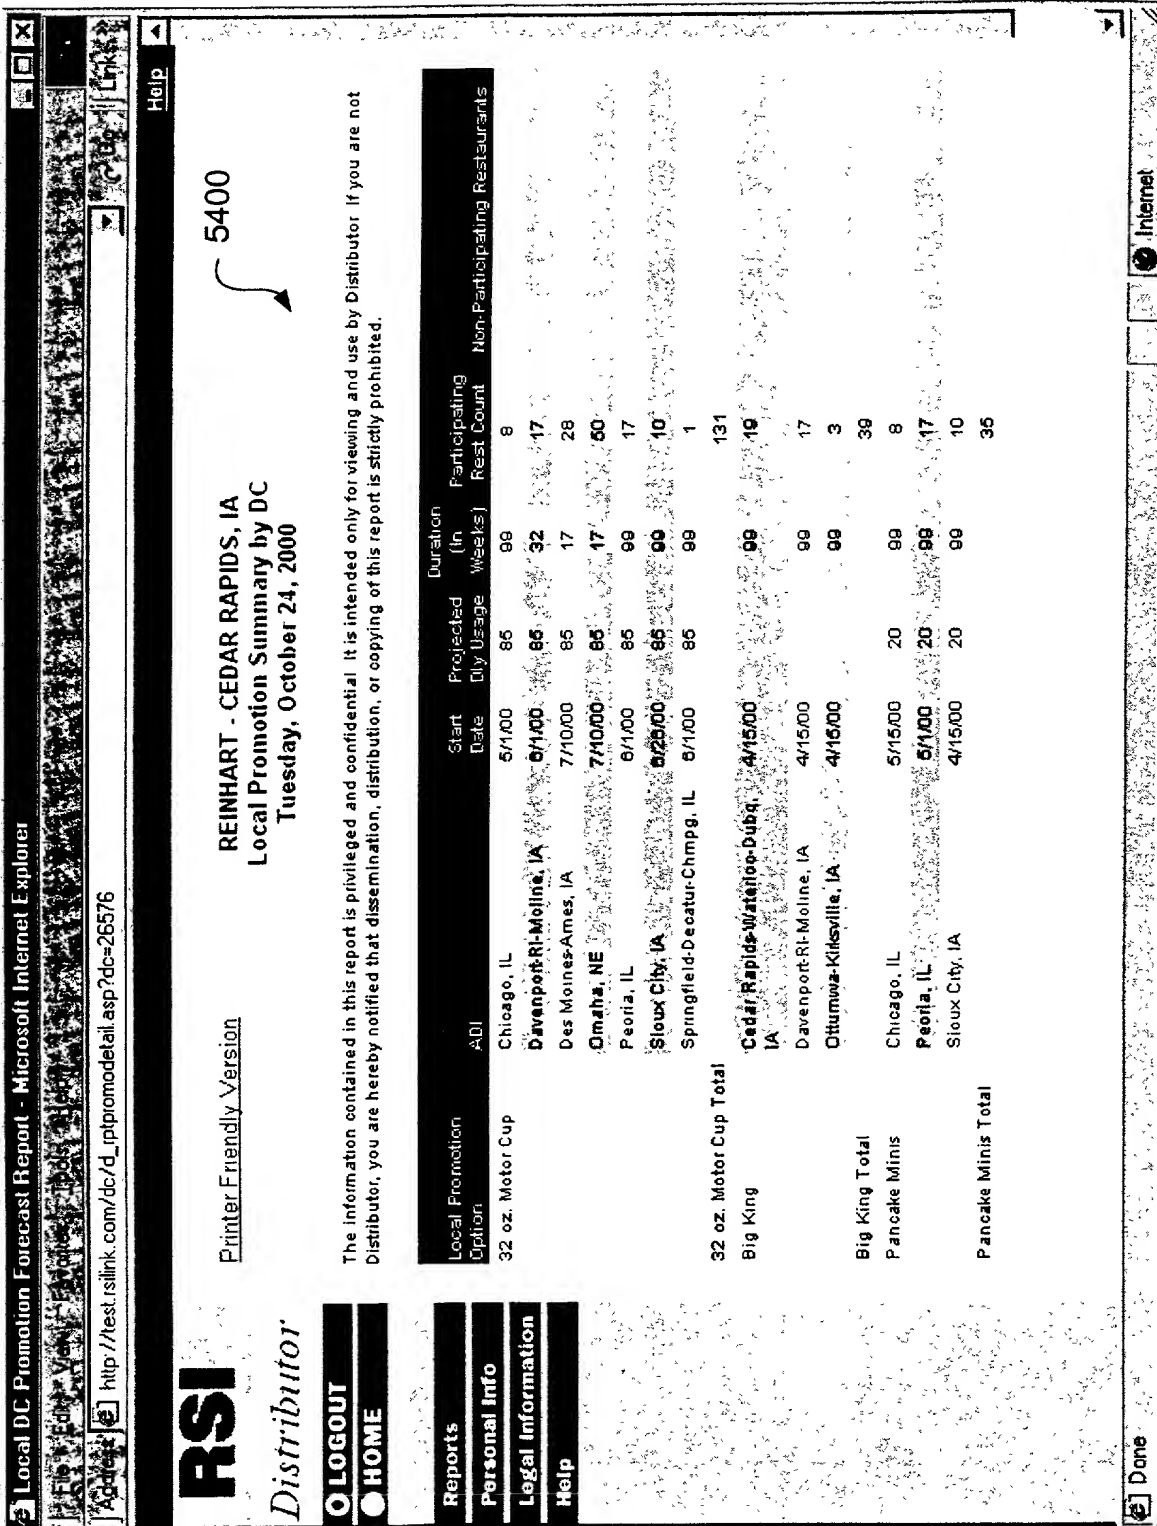 Local DC Promotion Forecast Report - Microsoft Internet Explorer
File Edit View Favorites Tools Help
Address http://test.rsilink.com/dc/d_rptpromodetail.asp?dc=26576 Go Links »
Help
RSI
Distributor
LOGOUT
HOME
Reports
Personal Info
Legal Information
Help
Printer Friendly Version
REINHART - CEDAR RAPIDS, IA
Local Promotion Summary by DC
Tuesday, October 24, 2000
5400
The information contained in this report is privileged and confidential It is intended only for viewing and use by Distributor If you are not
Distributor, you are hereby notified that dissemination, distribution, or copying of this report is strictly prohibited.
Local Promotion Option ADI Start Date Projected Dly Usage Duration (In Weeks) Participating Rest Count Non-Participating Restaurants
32 oz. Motor Cup Chicago, IL 5/1/00 85 99 8
Davenport-RI-Moline, IA 6/1/00 85 32 17
Des Moines-Ames, IA 7/10/00 85 17 28
Omaha, NE 7/10/00 85 17 50
Peoria, IL 6/1/00 85 99 17
Sioux City, IA 85 99 10
Springfield-Decatur-Chmpg, IL 6/1/00 85 99 1
32 oz. Motor Cup Total 131
Big King Cedar Rapids-Waterloo-Dubq, IA 4/15/00 99 19
Davenport-RI-Moline, IA 4/15/00 99 17
Ottumwa-Kirksville, IA 4/15/00 99 3
Big King Total 39
Pancake Minis Chicago, IL 5/15/00 20 99 8
Peoria, IL 20 99 17
Sioux City, IA 4/15/00 20 99 10
Pancake Minis Total 35
Done Internet